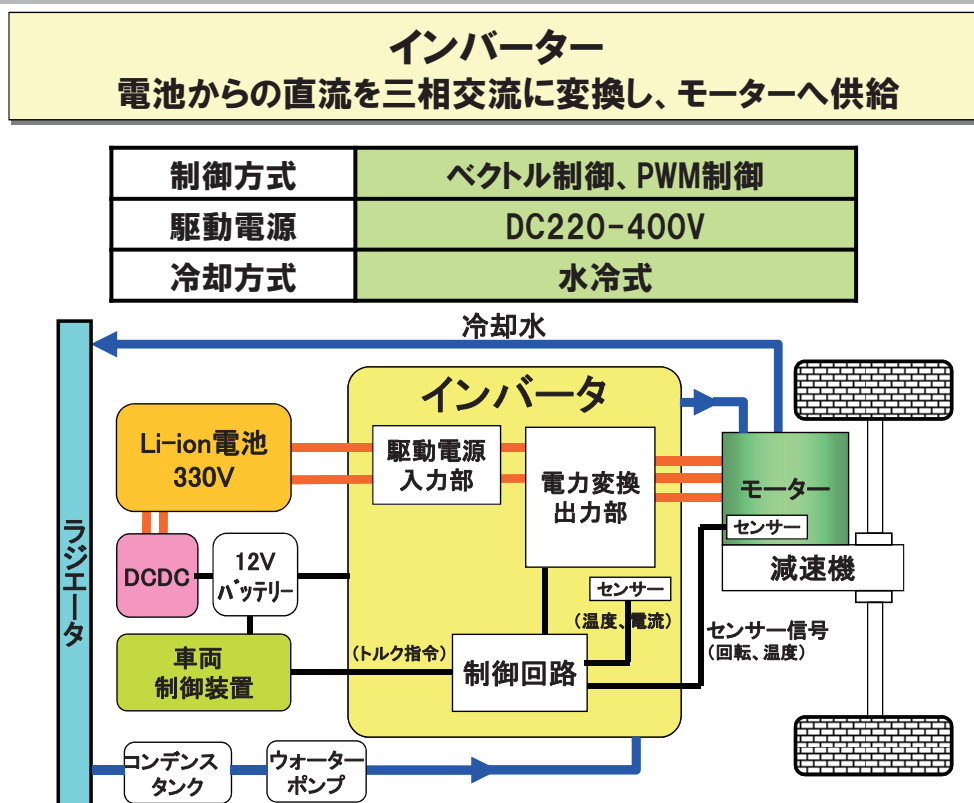 インバーター
電池からの直流を三相交流に変換し、モーターへ供給
制御方式 ベクトル制御、PWM制御
駆動電源 DC220-400V
冷却方式 水冷式
冷却水
インバータ
Li-ion電池
330V
駆動電源
入力部
電力変換
出力部
モーター
センサー
減速機
ラジエータ
DCDC
12V
バッテリー
センサー
(温度、電流)
センサー信号
(回転、温度)
車両
制御装置
(トルク指令)
制御回路
コンデンス
タンク
ウォーター
ポンプ